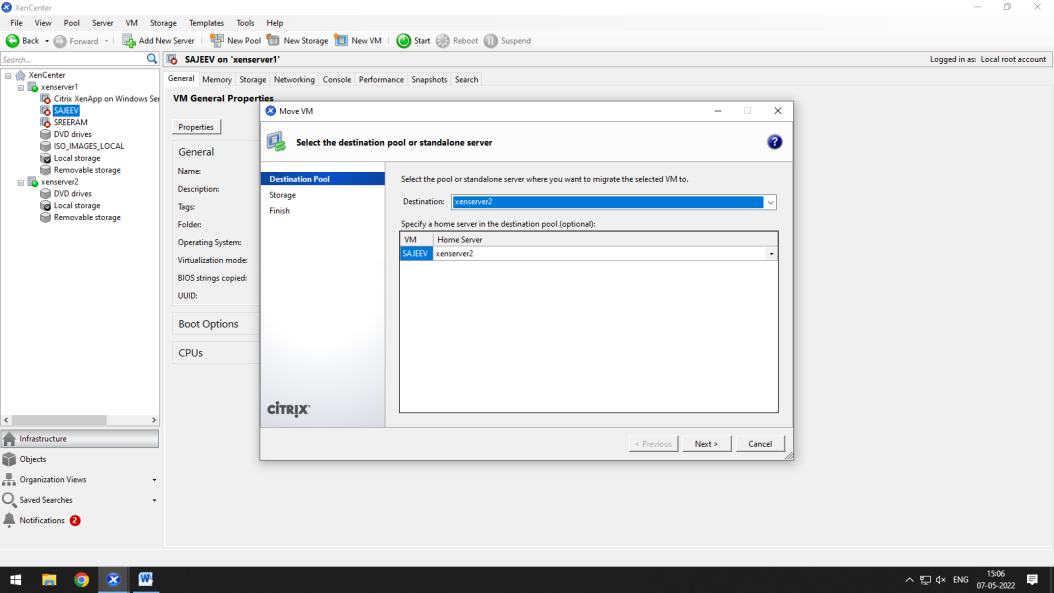 XenCenter
File View Pool Server VM Storage Templates Tools Help
Back Forward Add New Server New Pool New Storage New VM Start Reboot Suspend
Search...
SAJEEV on 'xenserver1'
Logged in as: Local root account
XenCenter
xenserver1
Citrix XenApp on Windows Ser
SAJEEV
SREERAM
DVD drives
ISO_IMAGES_LOCAL
Local storage
Removable storage
xenserver2
DVD drives
Local storage
Removable storage
Infrastructure
Objects
Organization Views
Saved Searches
Notifications 2
General Memory Storage Networking Console Performance Snapshots Search
VM General Properties
Properties
General
Name:
Description:
Tags:
Folder:
Operating System:
Virtualization mode:
BIOS strings copied:
UUID:
Boot Options
CPUs
Move VM
Select the destination pool or standalone server
?
Destination Pool
Storage
Finish
CITRIX
Select the pool or standalone server where you want to migrate the selected VM to.
Destination: xenserver2
Specify a home server in the destination pool (optional):
VM Home Server
SAJEEV xenserver2
< Previous Next > Cancel
ENG
15:06
07-05-2022